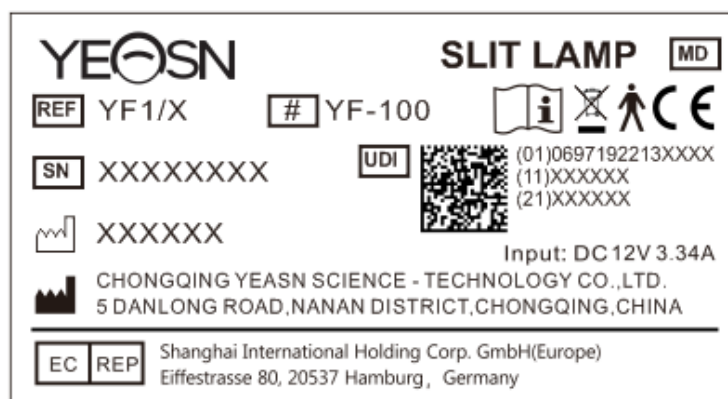 YEASN
SLIT LAMP MD
REF YF1/X # YF-100
CE
SN XXXXXXXX
UDI
(01)0697192213XXXX
(11)XXXXXX
(21)XXXXXX
XXXXXX
Input: DC12V 3.34A
CHONGQING YEASN SCIENCE - TECHNOLOGY CO.,LTD.
5 DANLONG ROAD,NANAN DISTRICT,CHONGQING,CHINA
EC REP
Shanghai International Holding Corp. GmbH(Europe)
Eiffestrasse 80, 20537 Hamburg, Germany